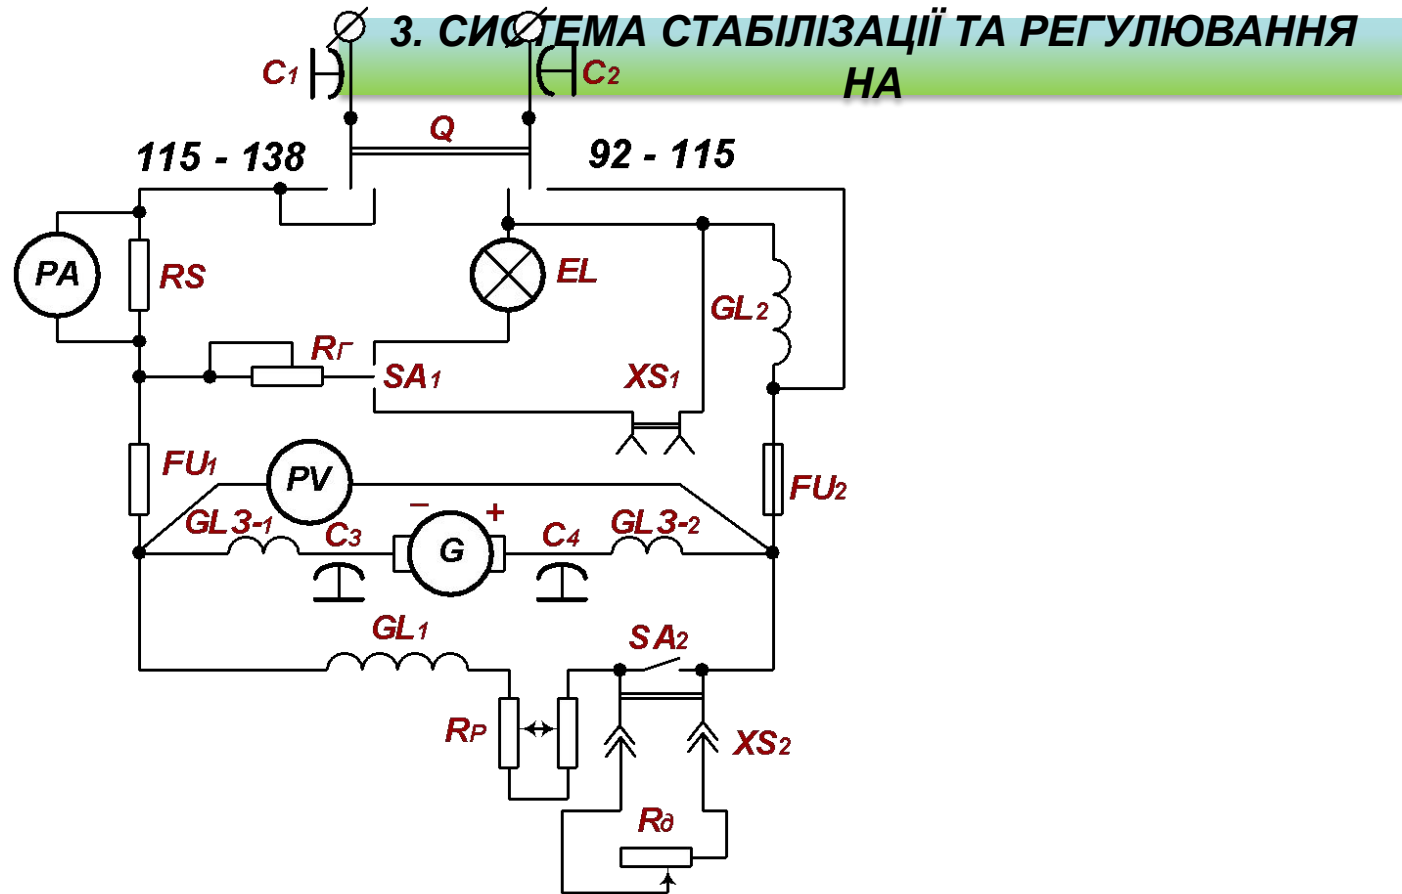 3. СИСТЕМА СТАБІЛІЗАЦІЇ ТА РЕГУЛЮВАННЯ
НА
C1
C2
Q
115 - 138
92 - 115
PA
RS
EL
GL2
RГ
SA1
XS1
FU1
PV
FU2
GL3-1
C3
–
+
G
C4
GL3-2
GL1
SA2
RP
XS2
Rд